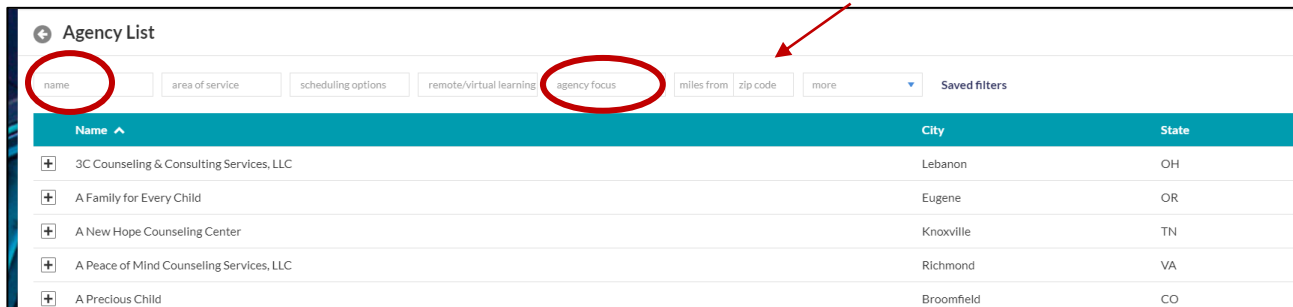 Agency List
name area of service scheduling options remote/virtual learning agency focus miles from zip code more Saved filters
Name City State
3C Counseling & Consulting Services, LLC Lebanon OH
A Family for Every Child Eugene OR
A New Hope Counseling Center Knoxville TN
A Peace of Mind Counseling Services, LLC Richmond VA
A Precious Child Broomfield CO